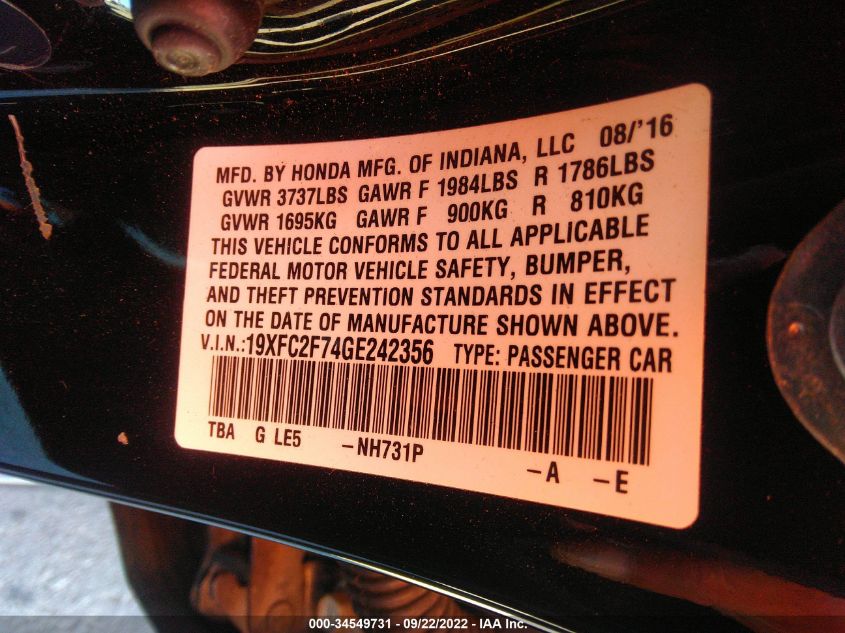 MFD. BY HONDA MFG. OF INDIANA, LLC 08/'16
GVWR 3737LBS GAWR F 1984LBS R 1786LBS
GVWR 1695KG GAWR F 900KG R 810KG
THIS VEHICLE CONFORMS TO ALL APPLICABLE
FEDERAL MOTOR VEHICLE SAFETY, BUMPER,
AND THEFT PREVENTION STANDARDS IN EFFECT
ON THE DATE OF MANUFACTURE SHOWN ABOVE.
V.I.N.:19XFC2F74GE242356 TYPE: PASSENGER CAR
TBA G LE5 -NH731P -A -E
000-34549731 - 09/22/2022 - IAA Inc.